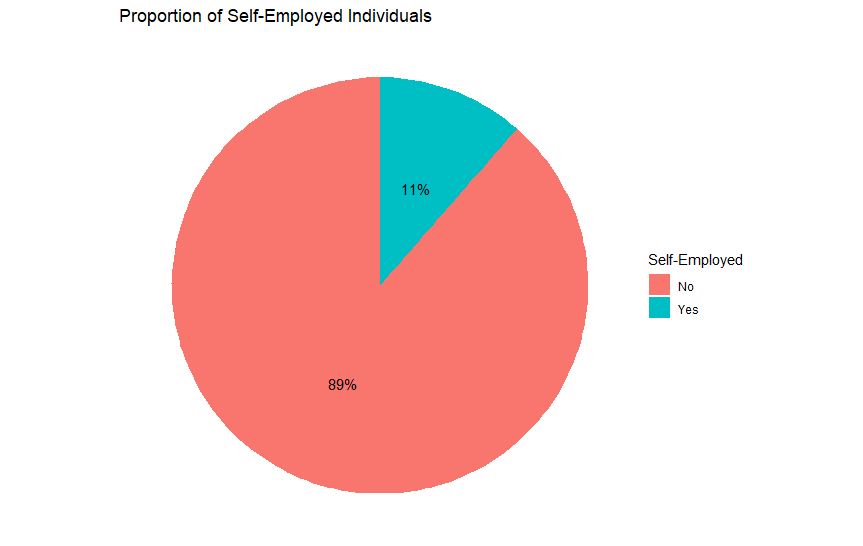 Proportion of Self-Employed Individuals
11%
89%
Self-Employed
No
Yes